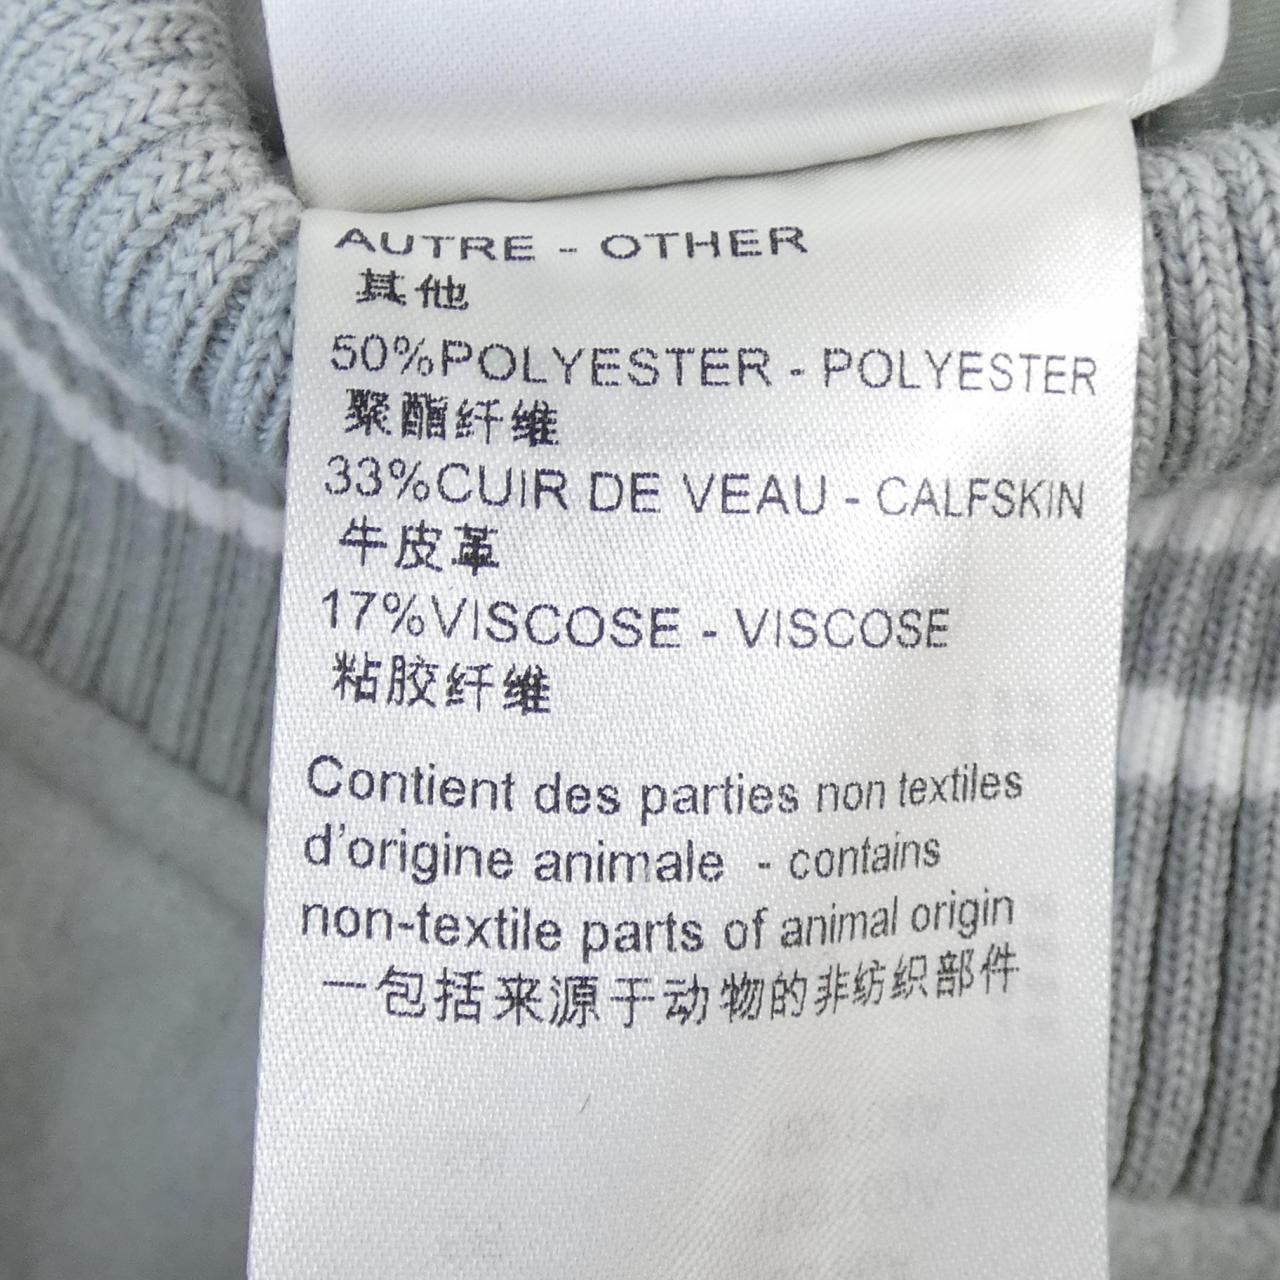 AUTRE - OTHER
其他
50%POLYESTER - POLYESTER
聚酯纤维
33%CUIR DE VEAU - CALFSKIN
牛皮革
17%VISCOSE - VISCOSE
粘胶纤维
Contient des parties non textiles
d'origine animale - contains
non-textile parts of animal origin
一包括来源于动物的非纺织部件